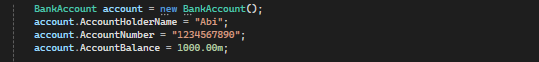 BankAccount account = new BankAccount();
account.AccountHolderName = "Abi";
account.AccountNumber = "1234567890";
account.AccountBalance = 1000.00m;